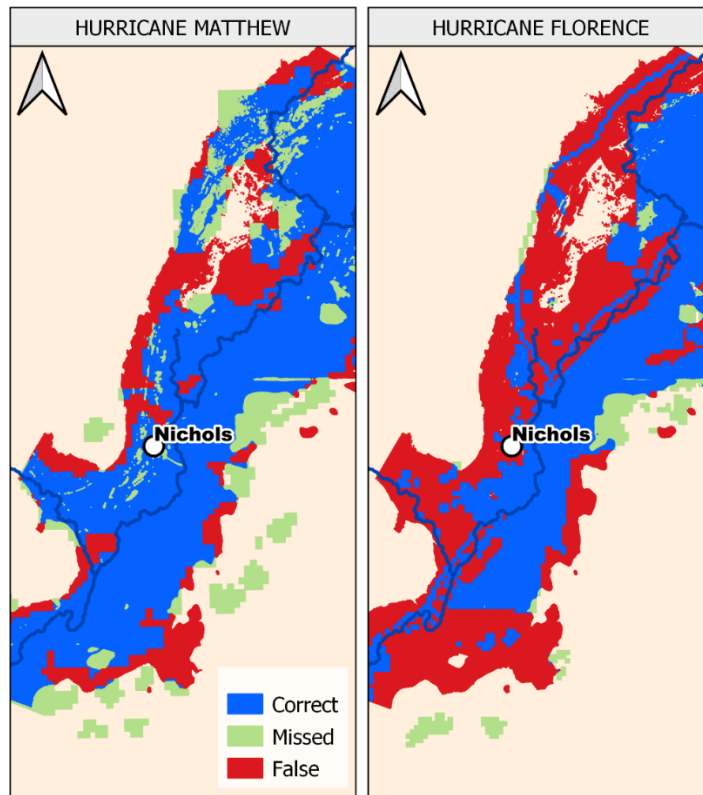 HURRICANE MATTHEW
HURRICANE FLORENCE
Nichols
Nichols
Correct
Missed
False